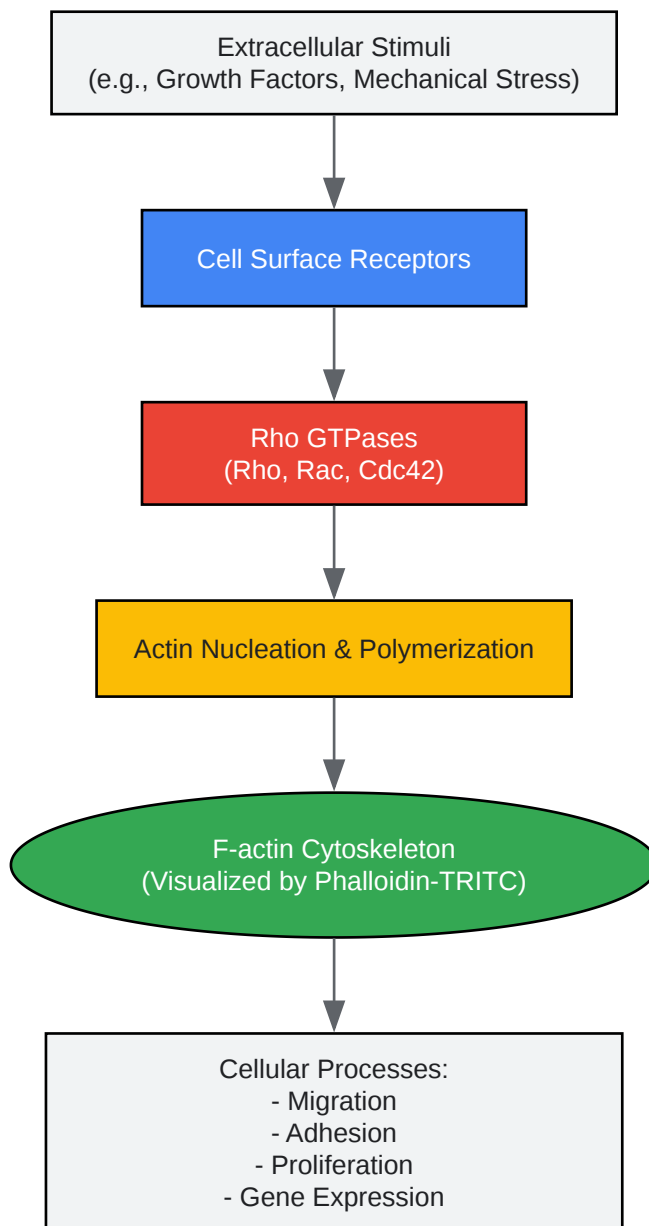 Extracellular Stimuli
(e.g., Growth Factors, Mechanical Stress)
Cell Surface Receptors
Rho GTPases
(Rho, Rac, Cdc42)
Actin Nucleation & Polymerization
F-actin Cytoskeleton
(Visualized by Phalloidin-TRITC)
Cellular Processes:
- Migration
- Adhesion
- Proliferation
- Gene Expression